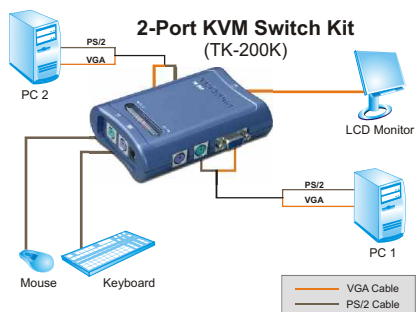 2-Port KVM Switch Kit
(TK-200K)
PS/2
VGA
PC 2
LCD Monitor
PS/2
VGA
PC 1
Mouse
Keyboard
VGA Cable
PS/2 Cable